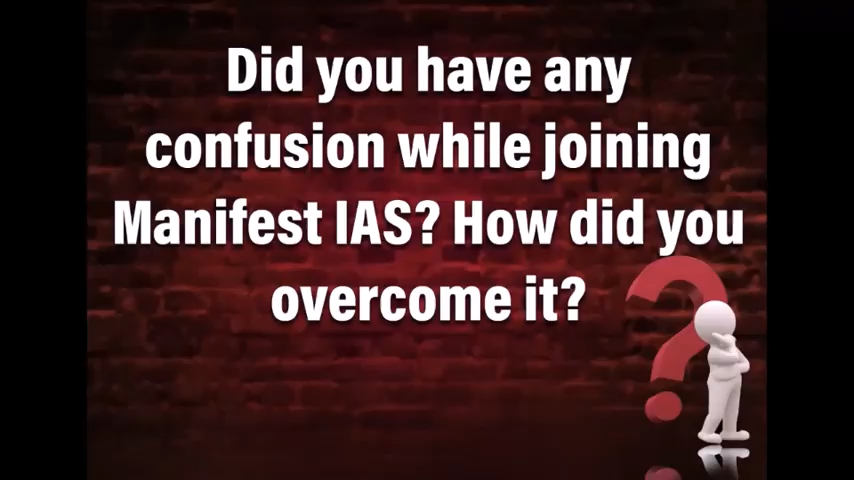 Did you have any
confusion while joining
Manifest IAS? How did you
overcome it?